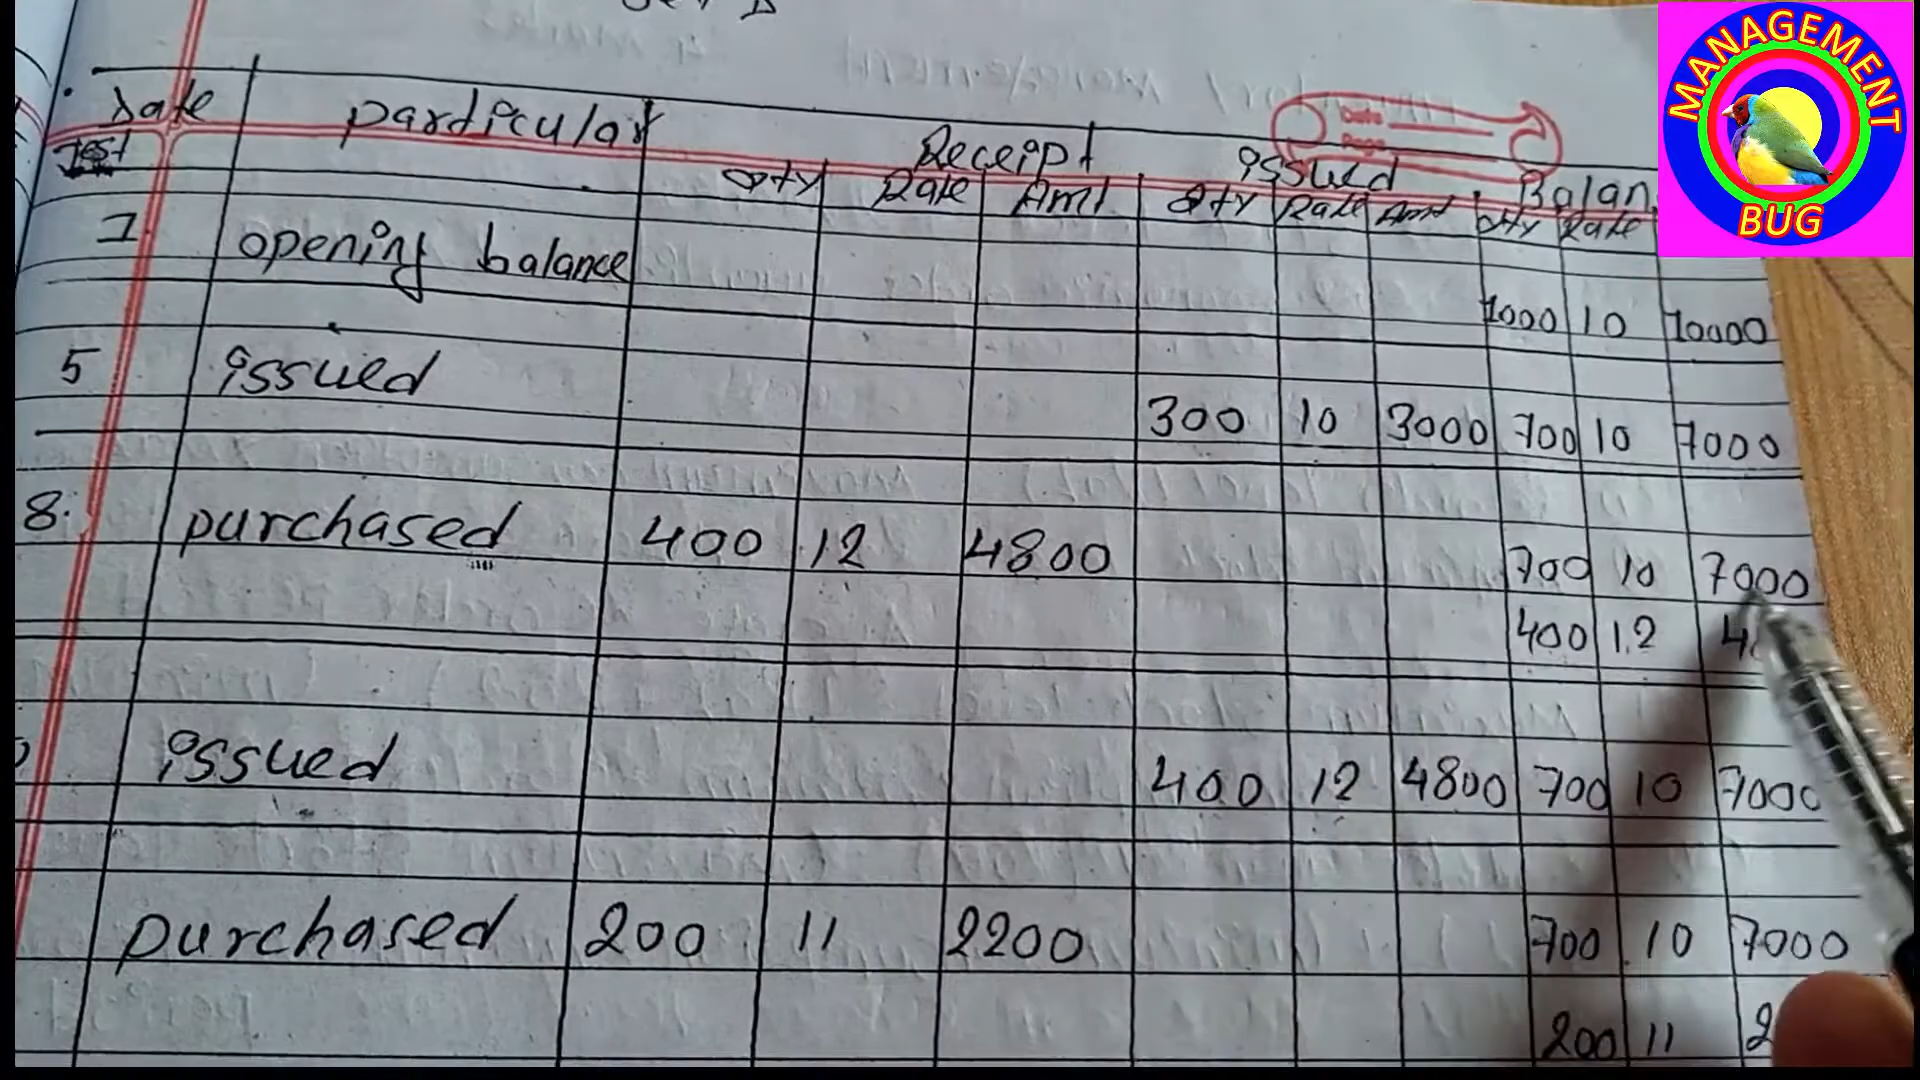 MANAGEMENT
BUG
Date
Page
Date particular Receipt issued Balan
Qty Rate Amt Qty Rate Amt Qty Rate
1 opening balance 1000 10 10000
5 issued 300 10 3000 700 10 7000
8. purchased 400 12 4800 700 10 7000
400 12
issued 400 12 4800 700 10 7000
purchased 200 11 2200 700 10 7000
200 11